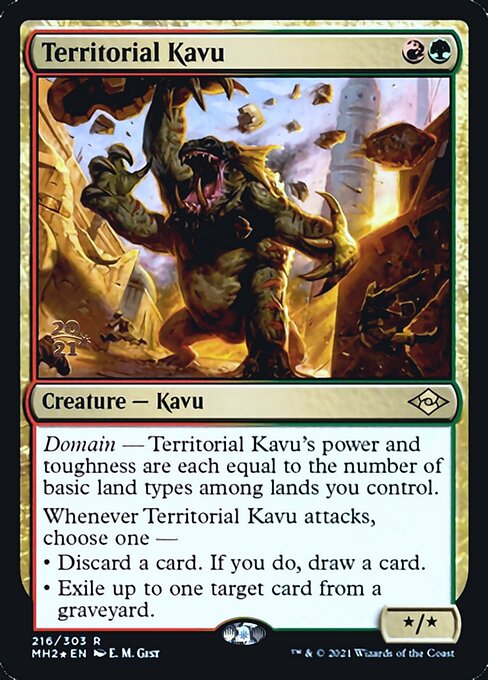 Territorial Kavu
20
21
Creature — Kavu
Domain — Territorial Kavu's power and
toughness are each equal to the number of
basic land types among lands you control.
Whenever Territorial Kavu attacks,
choose one —
• Discard a card. If you do, draw a card.
• Exile up to one target card from a
graveyard.
*/*
216/303 R
MH2★EN E. M. Gist
™ & © 2021 Wizards of the Coast